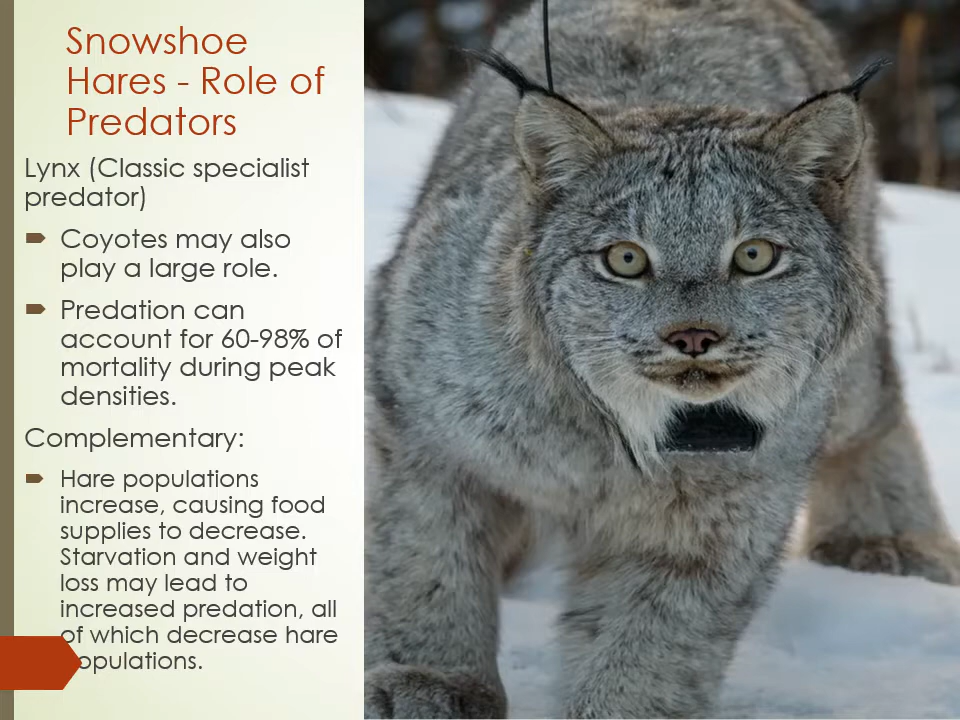 Snowshoe
Hares - Role of
Predators
Lynx (Classic specialist
predator)
Coyotes may also
play a large role.
Predation can
account for 60-98% of
mortality during peak
densities.
Complementary:
Hare populations
increase, causing food
supplies to decrease.
Starvation and weight
loss may lead to
increased predation, all
of which decrease hare
opulations.